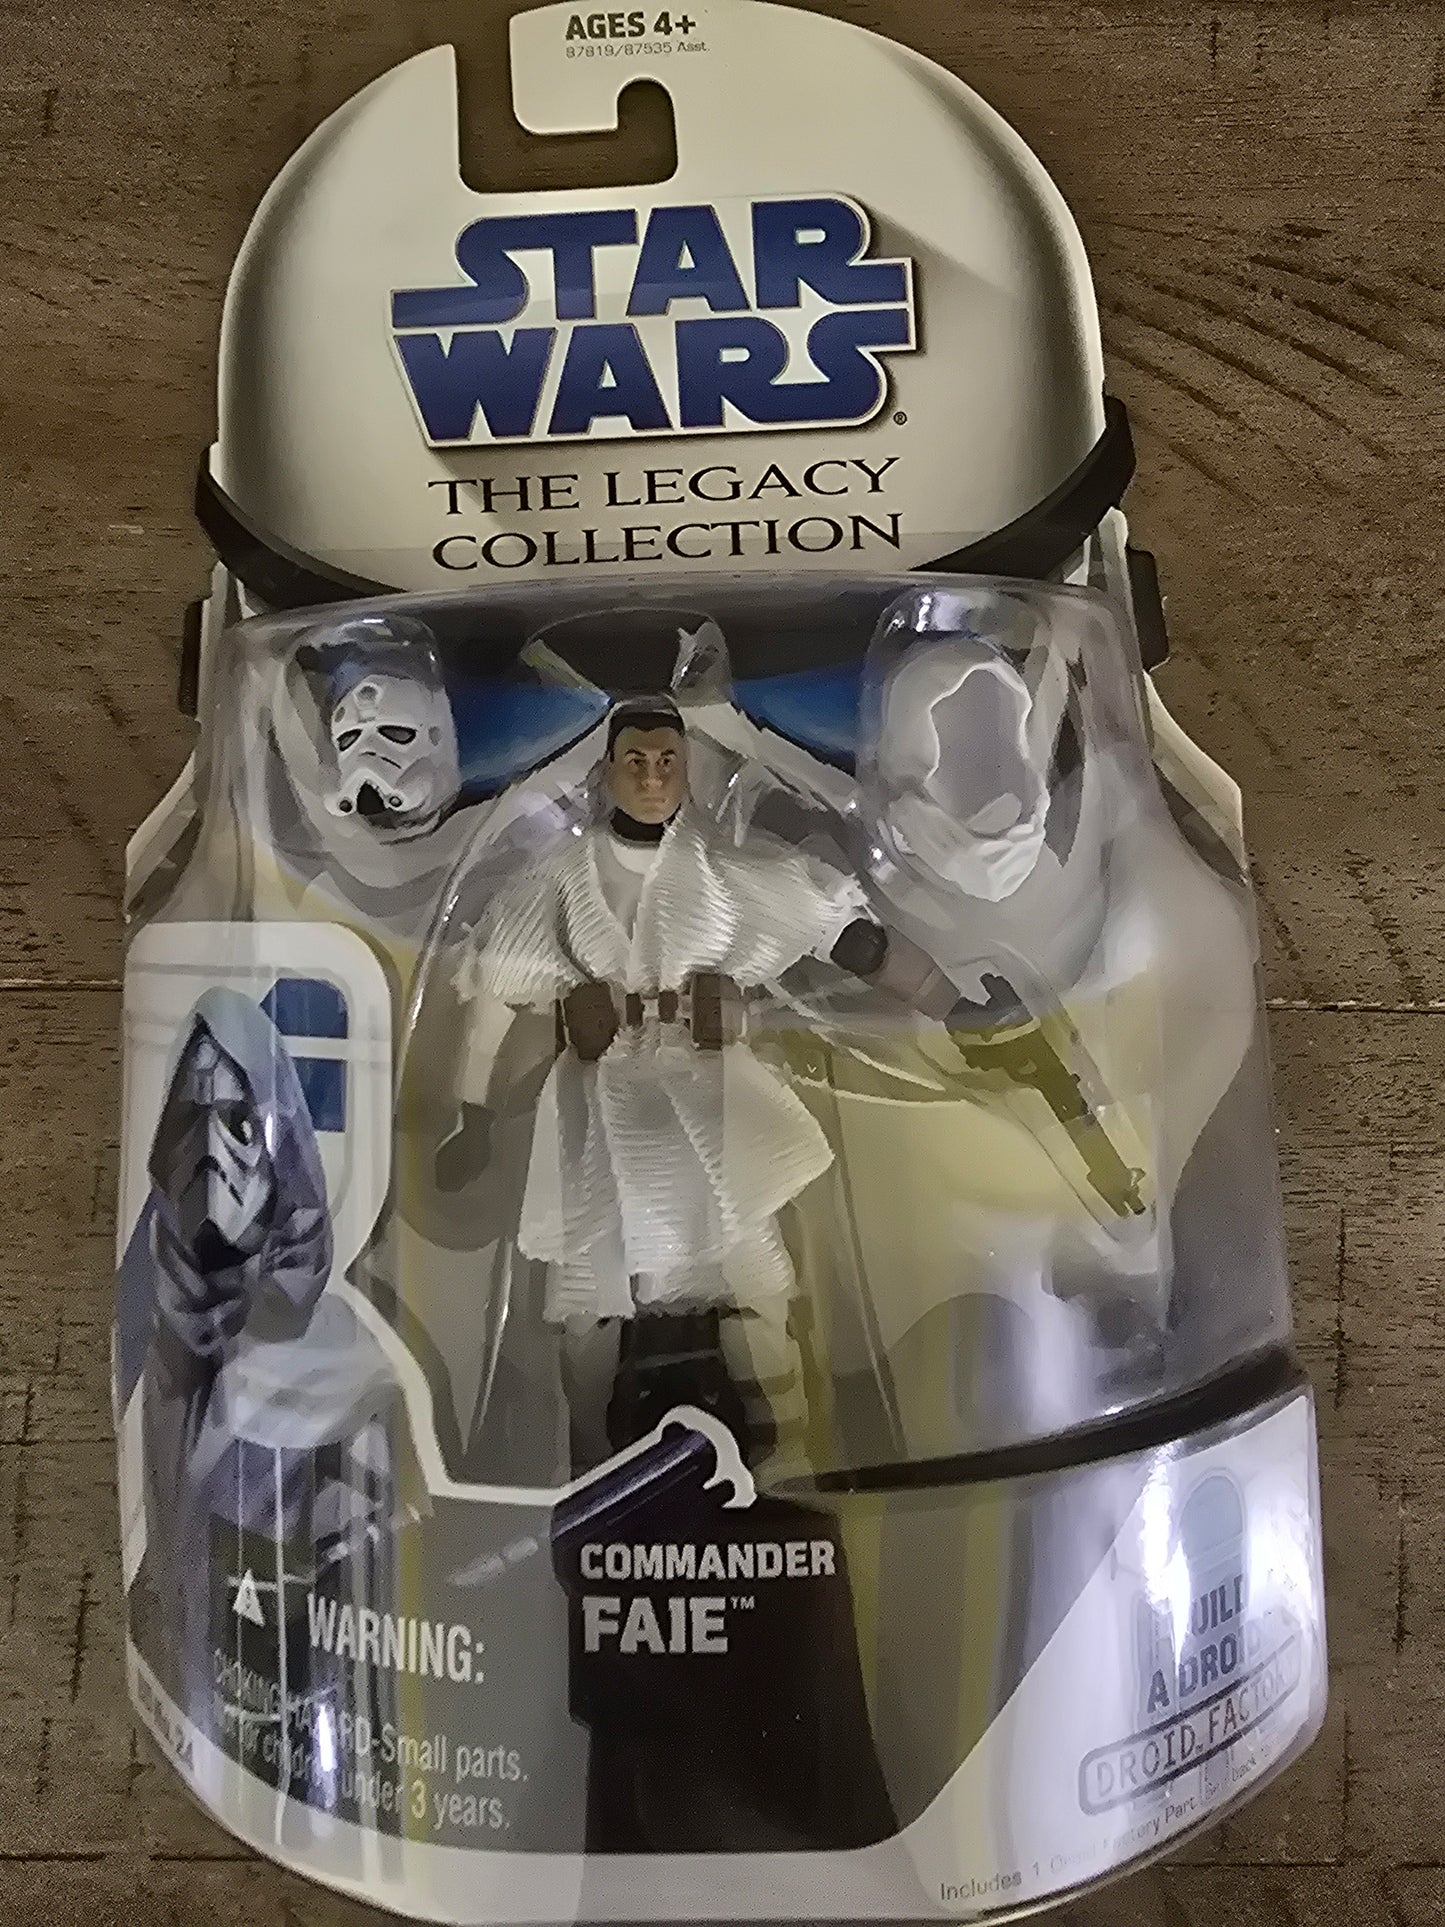 AGES 4+
87819/87535 Asst.
STAR
WARS®
THE LEGACY
COLLECTION
COMMANDER
FAIE™
WARNING:
CHOKING HAZARD-Small parts.
Not for children under 3 years.
BUILD
A DROID
DROID FACTORY
Includes 1 Droid Factory Part